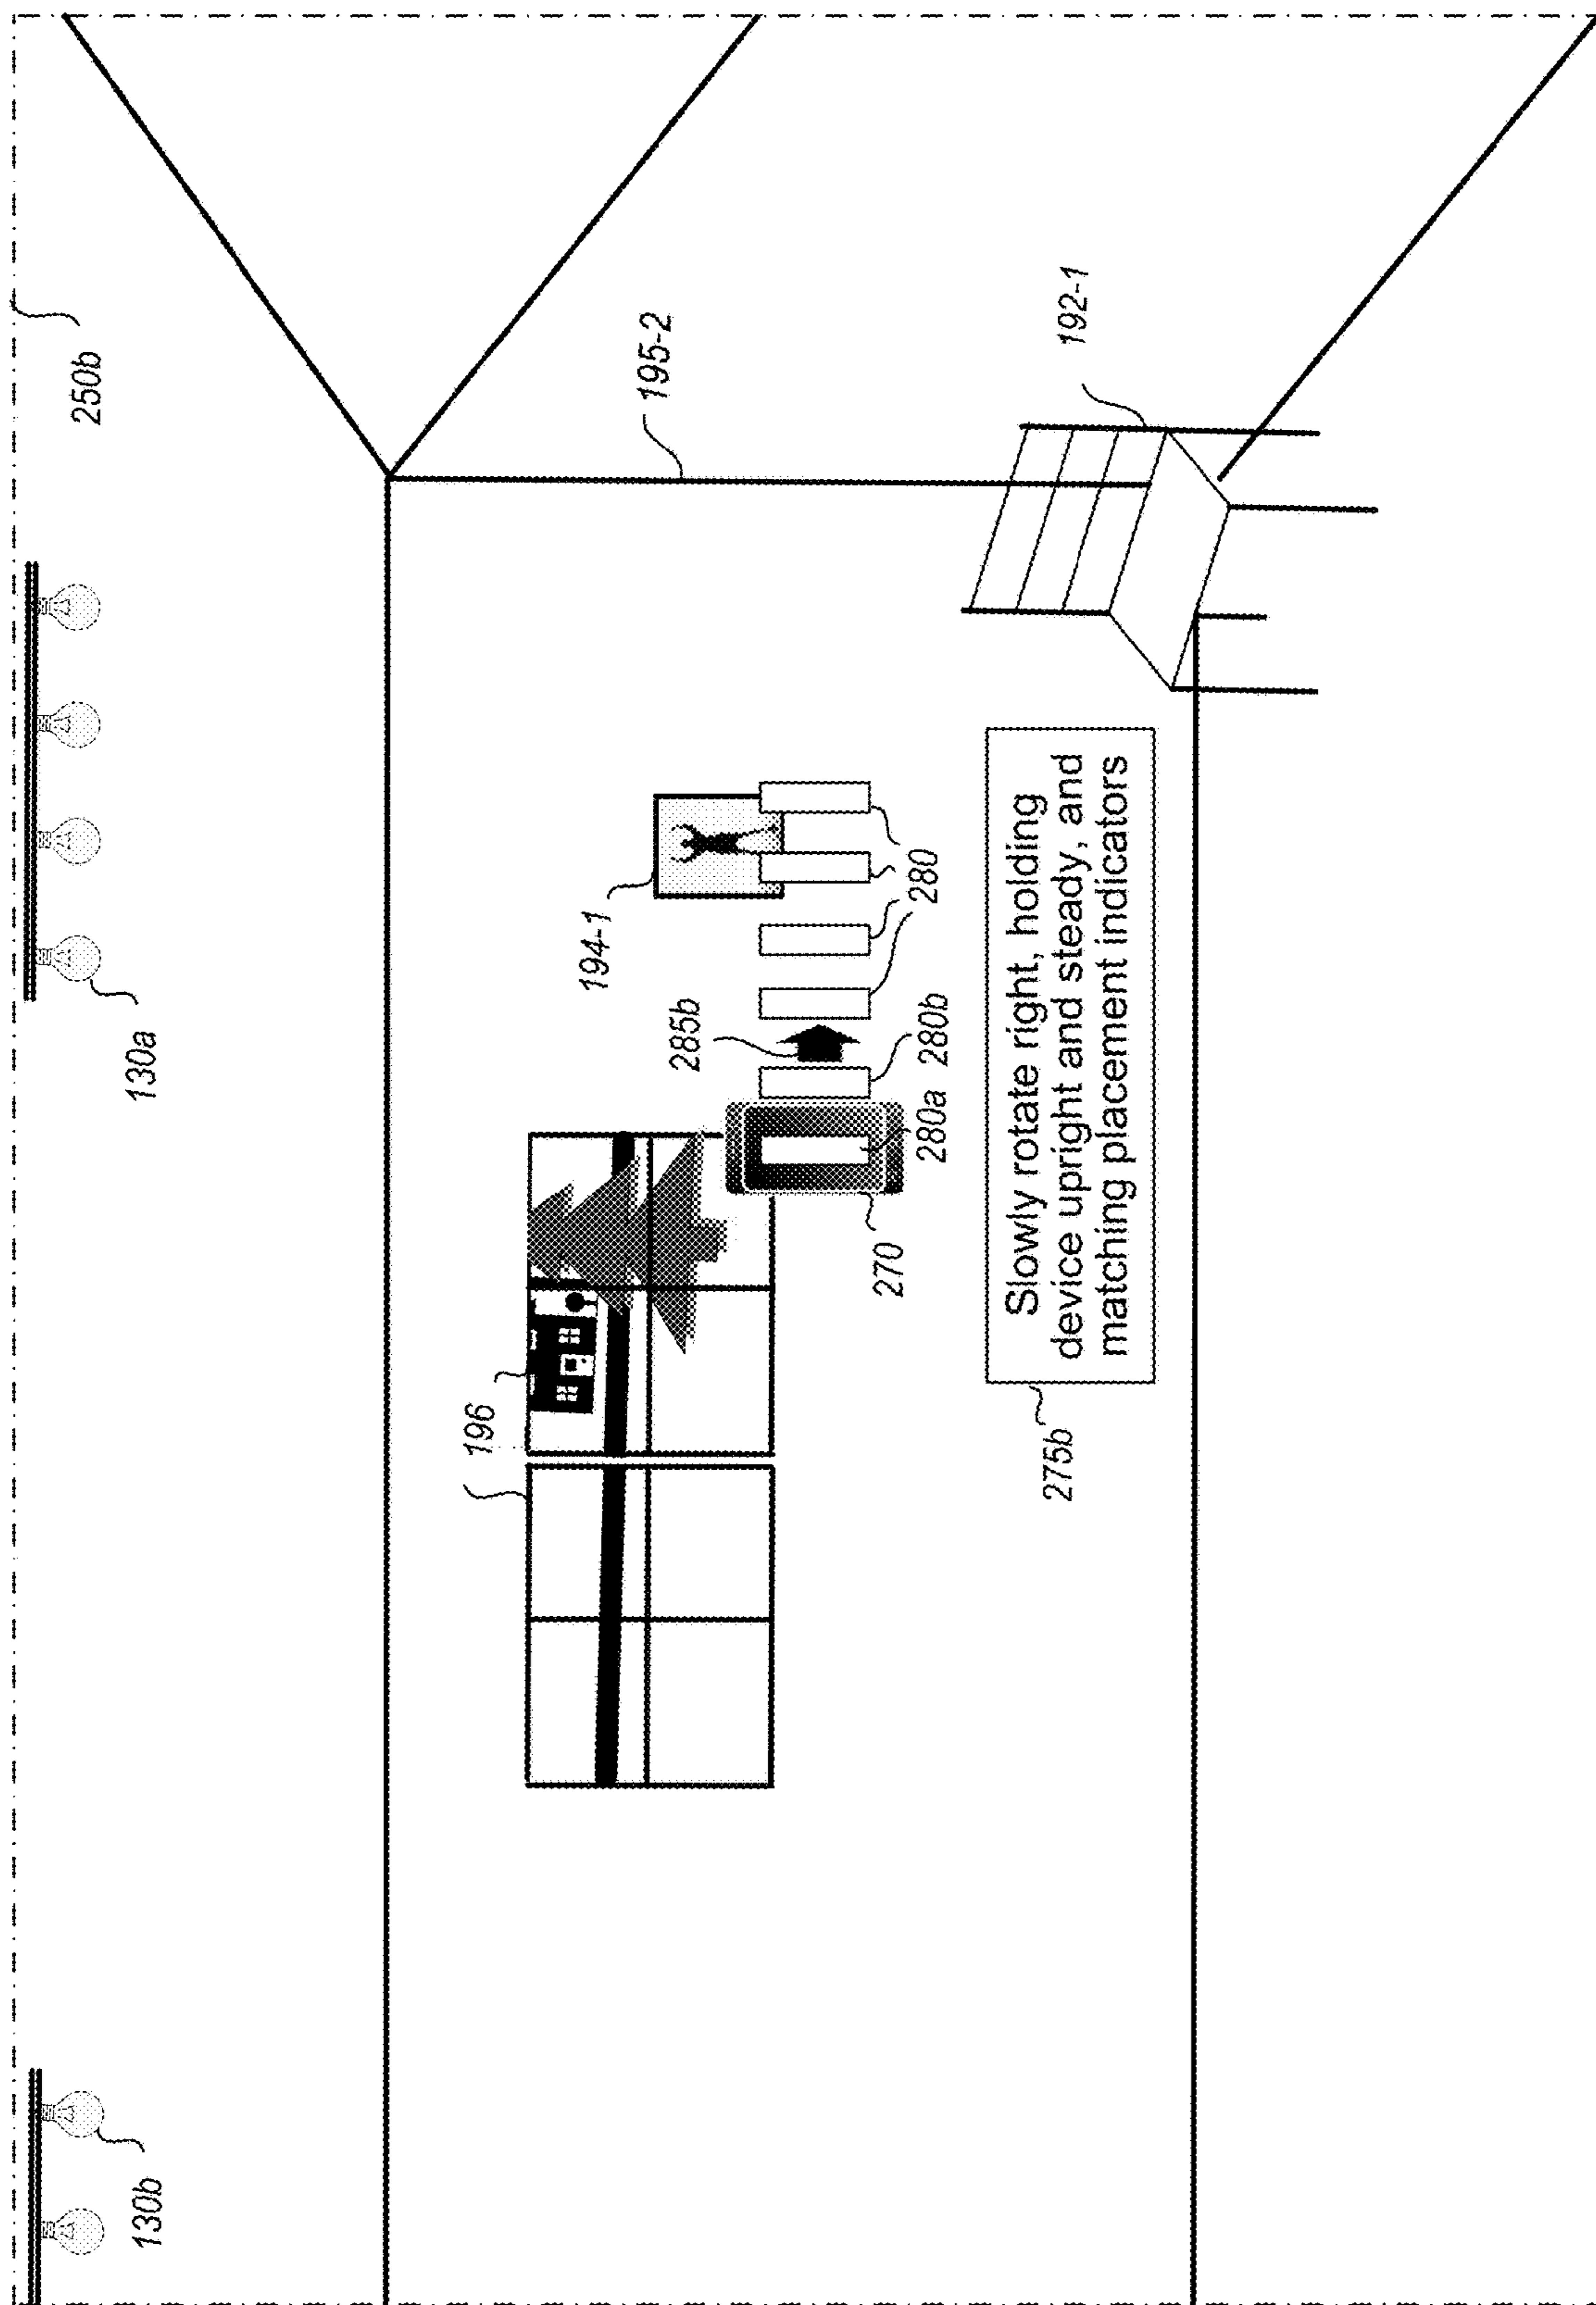 250b
130b
130a
195-2
196
194-1
192-1
285b
270
280a
280b
280
275b
Slowly rotate right, holding
device upright and steady, and
matching placement indicators